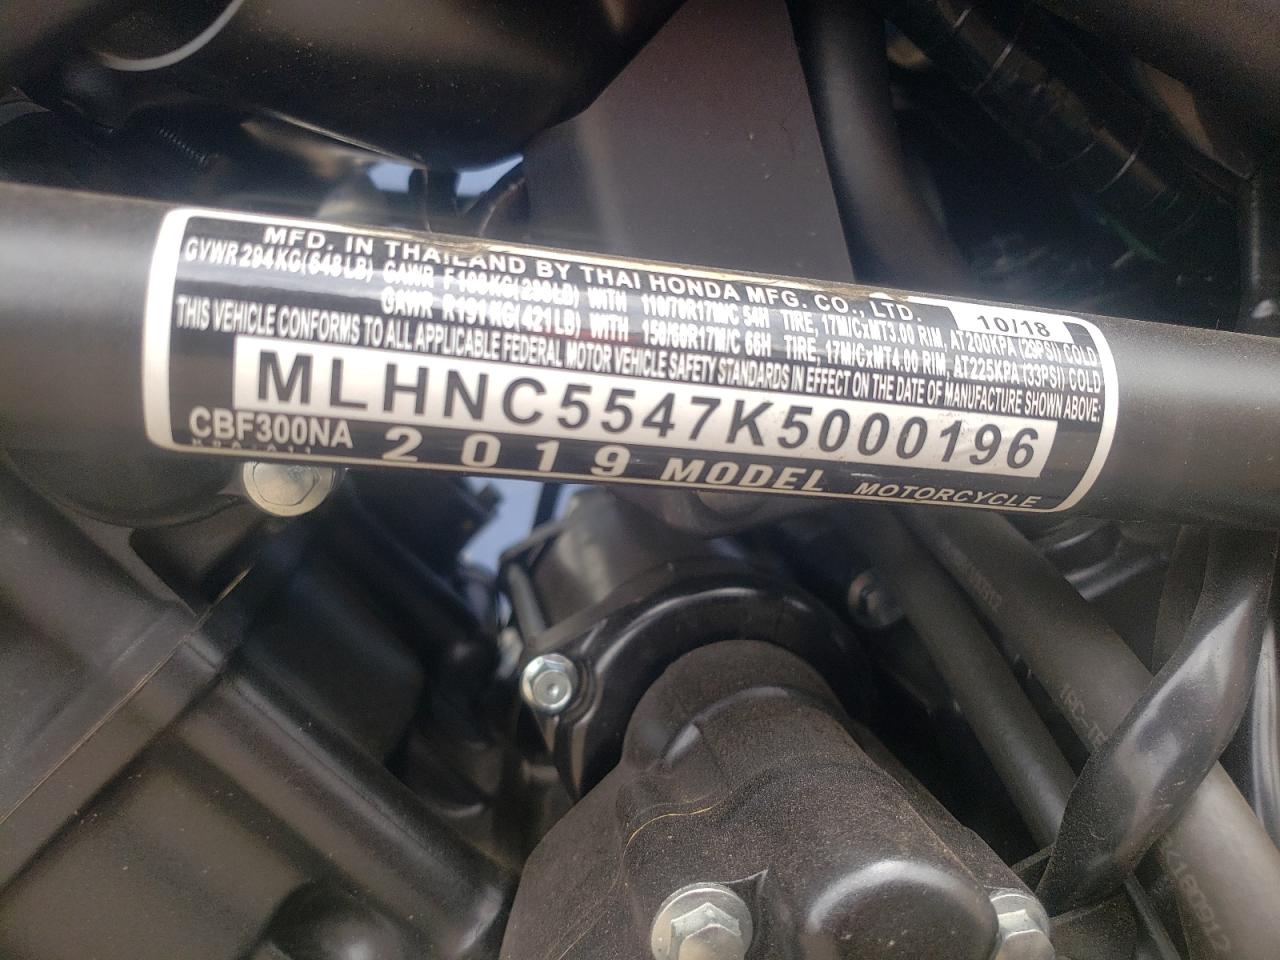 MFD. IN THAILAND BY THAI HONDA MFG. CO., LTD. 10/18
GVWR 294KG(648LB) GAWR F 108KG(238LB) WITH 110/70R17M/C 54H TIRE, 17M/CxMT3.00 RIM, AT200KPA (29PSI) COLD
GAWR R191KG(421LB) WITH 150/60R17M/C 66H TIRE, 17M/CxMT4.00 RIM, AT225KPA (33PSI) COLD
THIS VEHICLE CONFORMS TO ALL APPLICABLE FEDERAL MOTOR VEHICLE SAFETY STANDARDS IN EFFECT ON THE DATE OF MANUFACTURE SHOWN ABOVE:
MLHNC5547K5000196
CBF300NA 2019 MODEL MOTORCYCLE